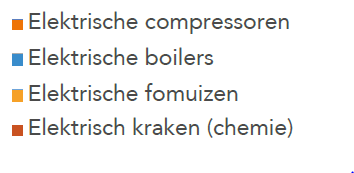 Elektrische compressoren
Elektrische boilers
Elektrische fomuizen
Elektrisch kraken (chemie)